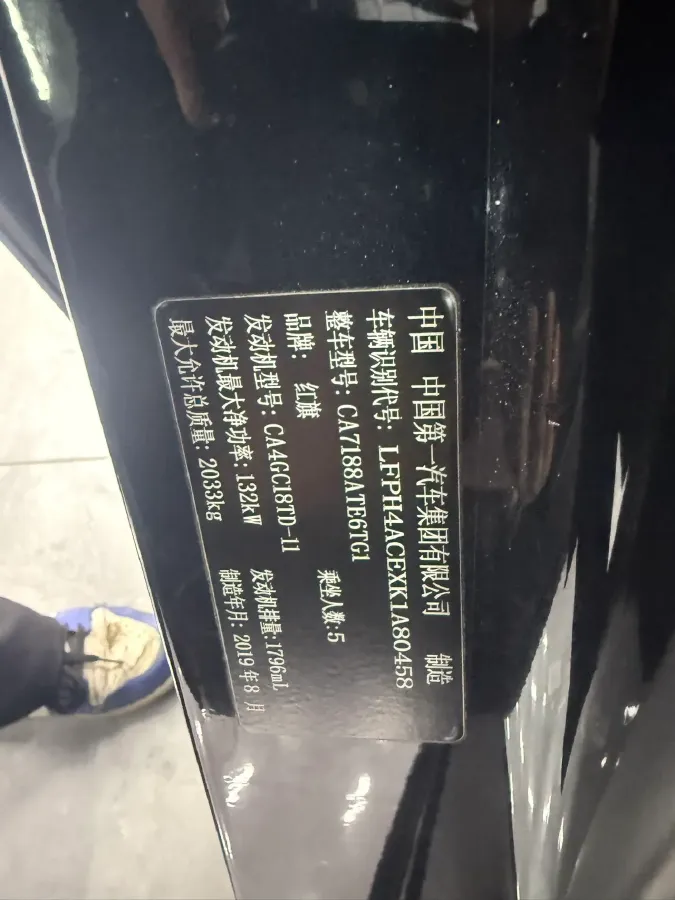 中国 中国第一汽车集团有限公司 制造
车辆识别代号: LFPH4ACEXK1A80458
整车型号: CA7188ATE6TG1 乘坐人数:5
品牌: 红旗
发动机型号: CA4GC18TD-11 发动机排量:1796mL
发动机最大净功率: 132kW 制造年月: 2019年8月
最大允许总质量: 2033kg